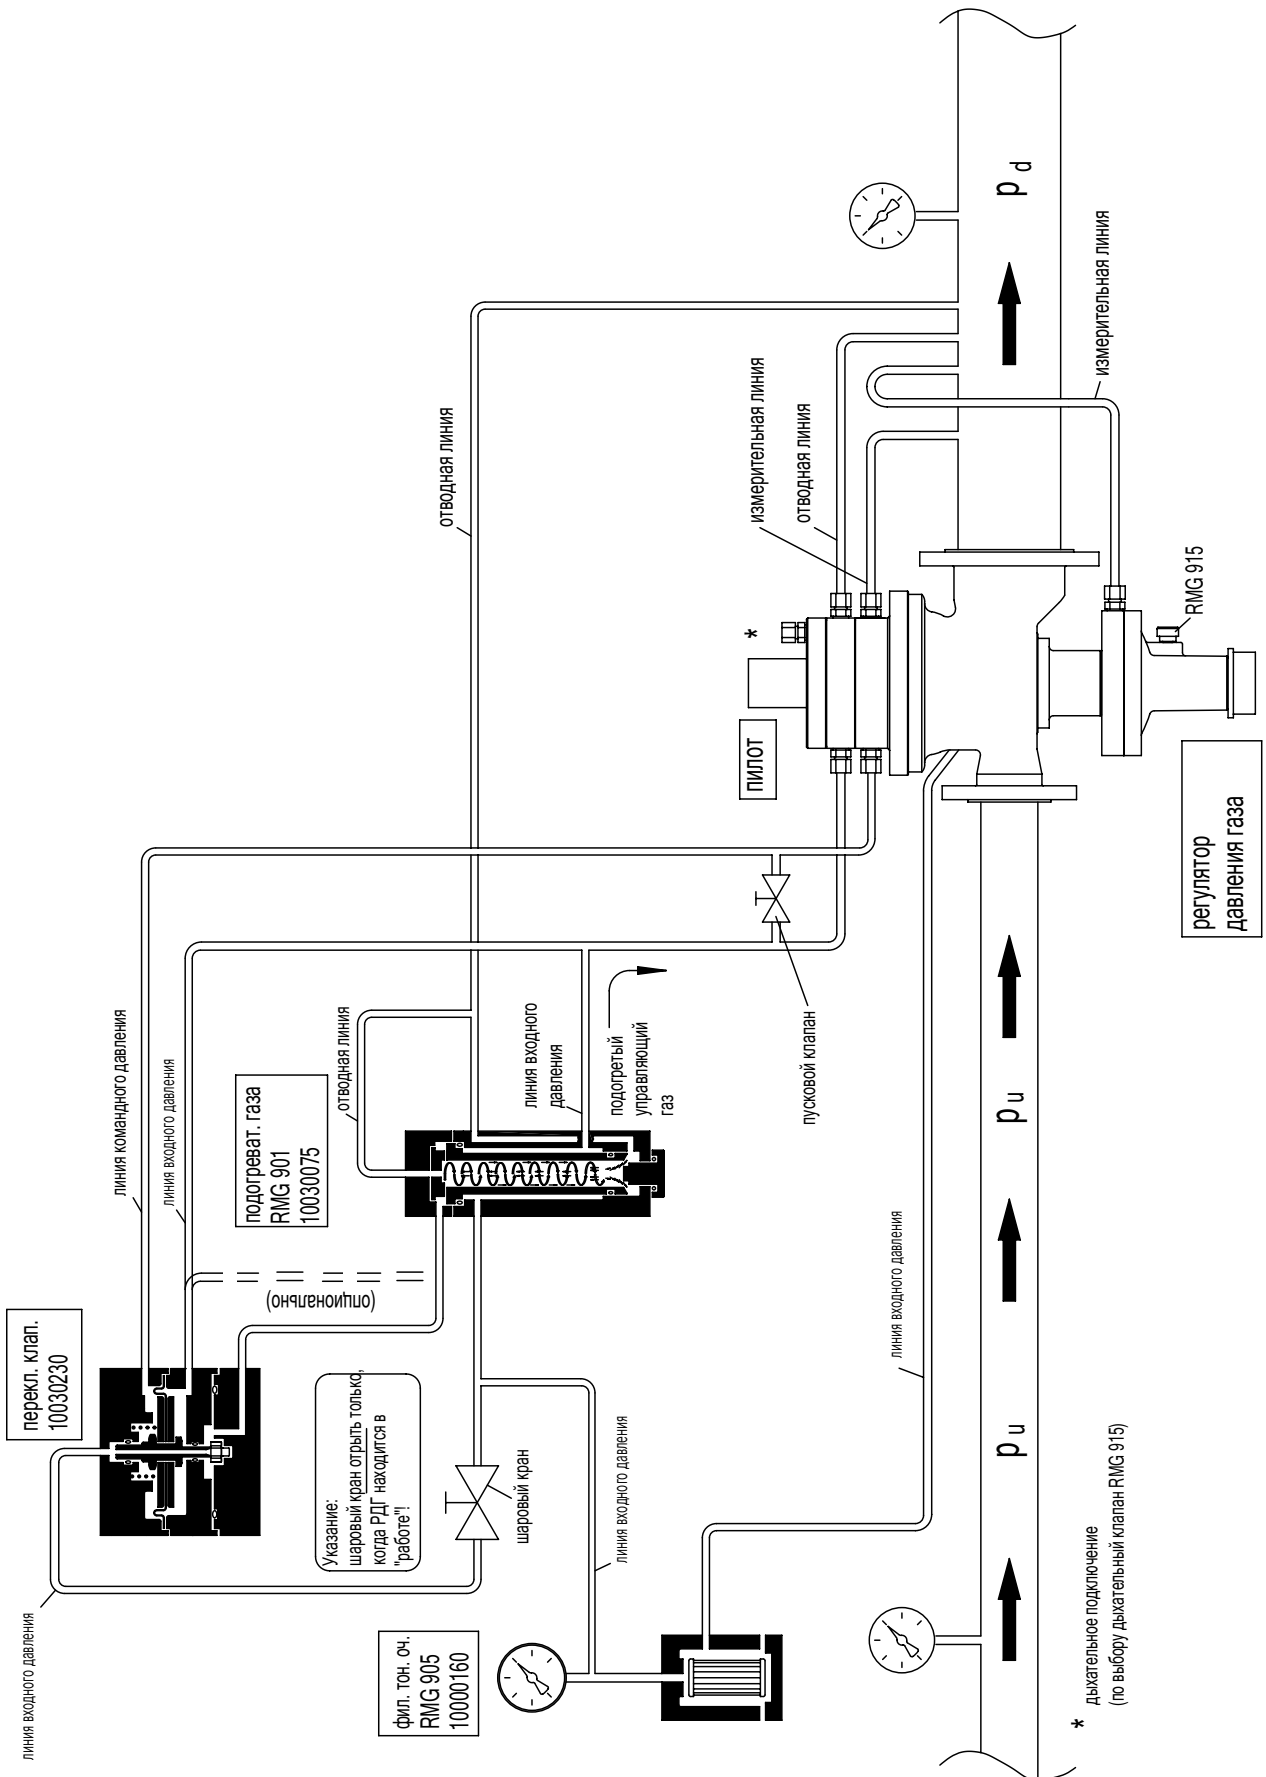 линия входного давления
перекл. клап.
10030230
линия командного давления
линия входного давления
(опционально)
подогреват. газа
RMG 901
10030075
отводная линия
отводная линия
Указание:
шаровый кран отрыть только,
когда РДГ находится в
"работе"!
шаровый кран
линия входного
давления
подогретый
управляющий
газ
фил. тон. оч.
RMG 905
10000160
линия входного давления
пусковой клапан
пилот
*
измерительная линия
отводная линия
линия входного давления
p u
p u
p d
измерительная линия
RMG 915
регулятор
давления газа
* дыхательное подключение
(по выбору дыхательный клапан RMG 915)